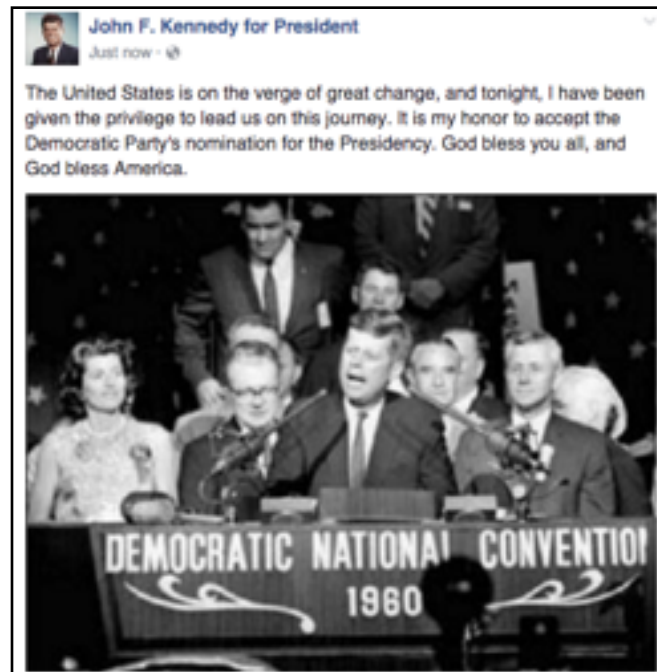 John F. Kennedy for President
Just now
The United States is on the verge of great change, and tonight, I have been
given the privilege to lead us on this journey. It is my honor to accept the
Democratic Party's nomination for the Presidency. God bless you all, and
God bless America.
DEMOCRATIC NATIONAL CONVENTION
1960